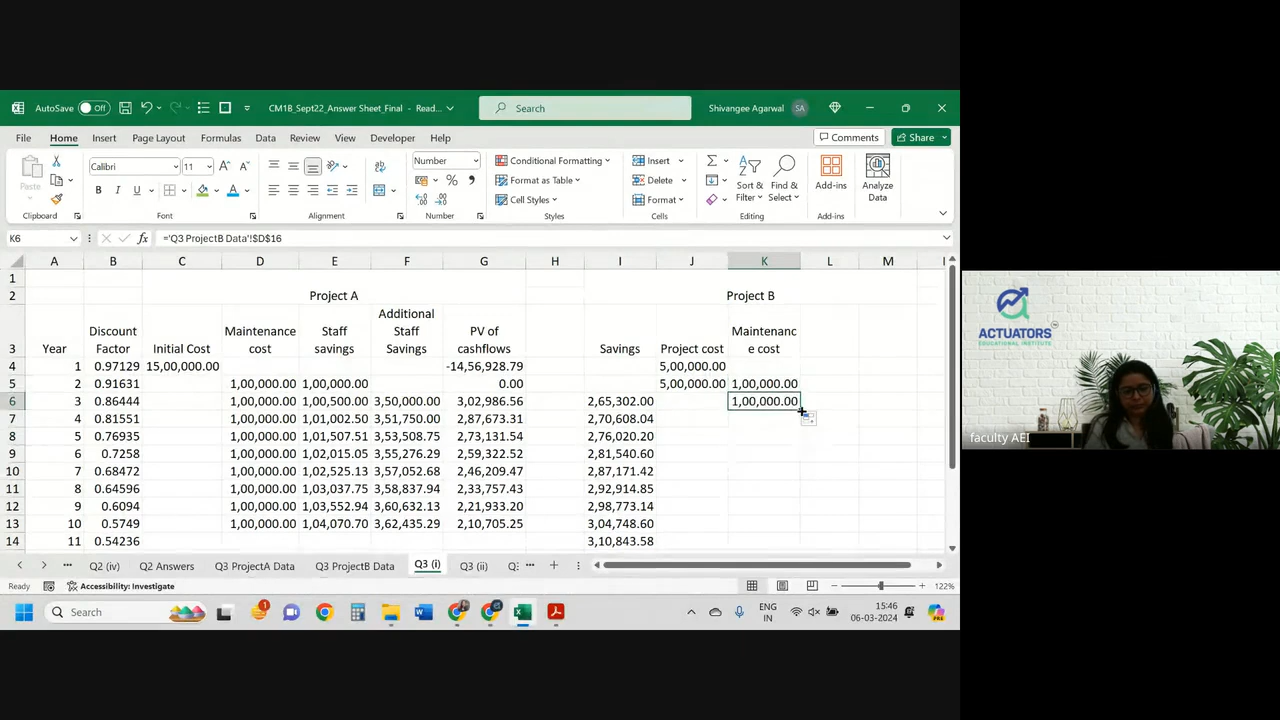 AutoSave Off CM1B_Sept22_Answer Sheet_Final - Read... Search Shivangee Agarwal SA
File Home Insert Page Layout Formulas Data Review View Developer Help Comments Share
Paste Calibri 11 A A Number Conditional Formatting Insert Σ Sort & Filter Find & Select Add-ins Analyze Data
B I U A % Format as Table Delete
Cell Styles Format
Clipboard Font Alignment Number Styles Cells Editing Add-ins
K6 fx ='Q3 ProjectB Data'!$D$16
A B C D E F G H I J K L M
1
2 Project A Project B
3 Year Discount Factor Initial Cost Maintenance cost Staff savings Additional Staff Savings PV of cashflows Savings Project cost Maintenanc e cost
4 1 0.97129 15,00,000.00 -14,56,928.79 5,00,000.00
5 2 0.91631 1,00,000.00 1,00,000.00 0.00 5,00,000.00 1,00,000.00
6 3 0.86444 1,00,000.00 1,00,500.00 3,50,000.00 3,02,986.56 2,65,302.00 1,00,000.00
7 4 0.81551 1,00,000.00 1,01,002.50 3,51,750.00 2,87,673.31 2,70,608.04
8 5 0.76935 1,00,000.00 1,01,507.51 3,53,508.75 2,73,131.54 2,76,020.20
9 6 0.7258 1,00,000.00 1,02,015.05 3,55,276.29 2,59,322.52 2,81,540.60
10 7 0.68472 1,00,000.00 1,02,525.13 3,57,052.68 2,46,209.47 2,87,171.42
11 8 0.64596 1,00,000.00 1,03,037.75 3,58,837.94 2,33,757.43 2,92,914.85
12 9 0.6094 1,00,000.00 1,03,552.94 3,60,632.13 2,21,933.20 2,98,773.14
13 10 0.5749 1,00,000.00 1,04,070.70 3,62,435.29 2,10,705.25 3,04,748.60
14 11 0.54236 3,10,843.58
Q2 (iv) Q2 Answers Q3 ProjectA Data Q3 ProjectB Data Q3 (i) Q3 (ii)
Ready Accessibility: Investigate 122%
Search ENG IN 15:46 06-03-2024
ACTUATORS
EDUCATIONAL INSTITUTE
faculty AEI